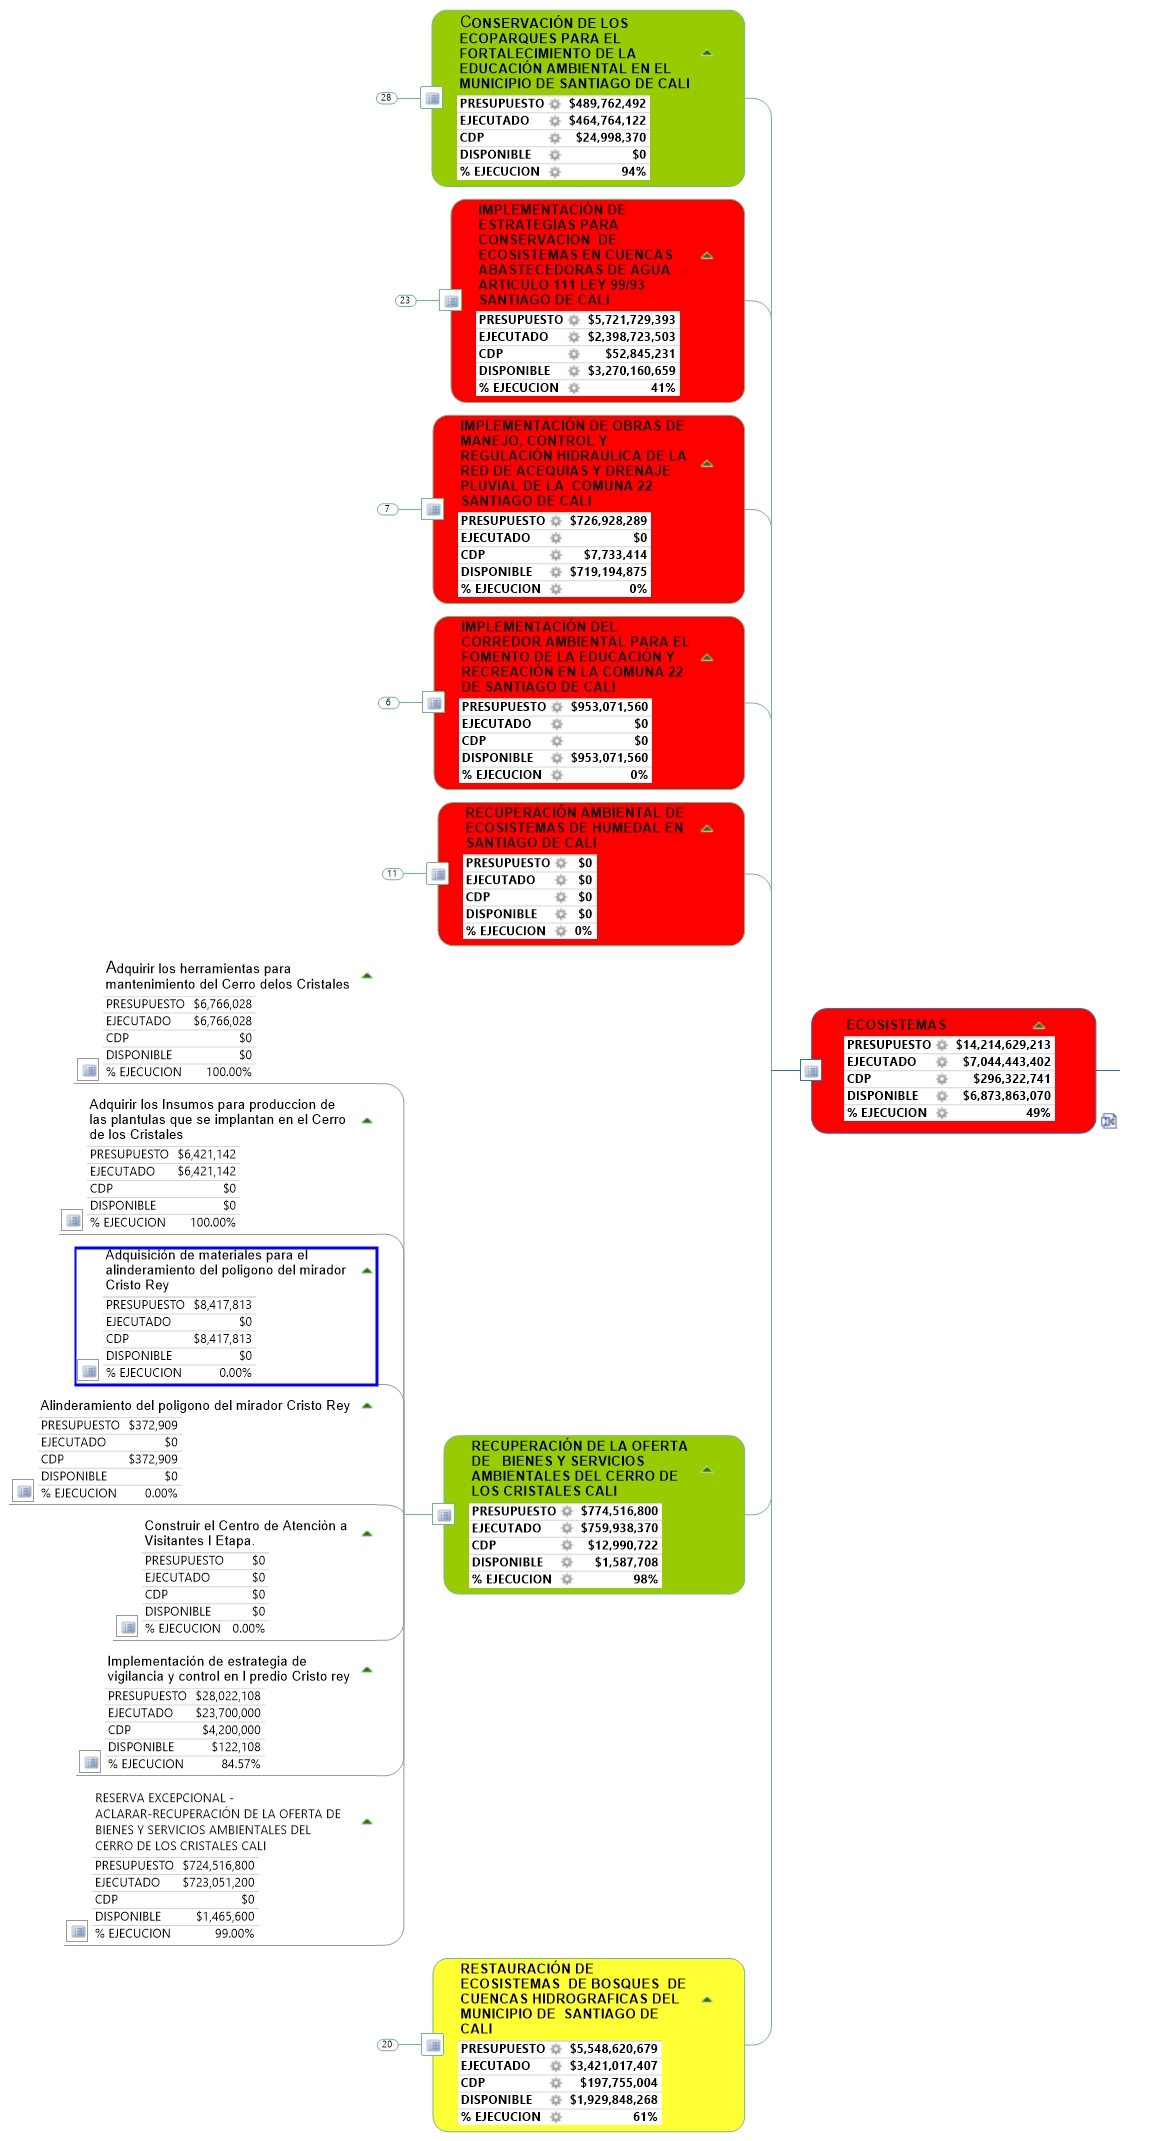 CONSERVACIÓN DE LOS
ECOPARQUES PARA EL
FORTALECIMIENTO DE LA
EDUCACIÓN AMBIENTAL EN EL
MUNICIPIO DE SANTIAGO DE CALI
28
PRESUPUESTO $489,762,492
EJECUTADO $464,764,122
CDP $24,998,370
DISPONIBLE $0
% EJECUCION 94%
IMPLEMENTACIÓN DE
ESTRATEGIAS PARA
CONSERVACION DE
ECOSISTEMAS EN CUENCAS
ABASTECEDORAS DE AGUA -
ARTICULO 111 LEY 99/93
SANTIAGO DE CALI
23
PRESUPUESTO $5,721,729,393
EJECUTADO $2,398,723,503
CDP $52,845,231
DISPONIBLE $3,270,160,659
% EJECUCION 41%
IMPLEMENTACIÓN DE OBRAS DE
MANEJO, CONTROL Y
REGULACIÓN HIDRÁULICA DE LA
RED DE ACEQUIAS Y DRENAJE
PLUVIAL DE LA COMUNA 22
SANTIAGO DE CALI
7
PRESUPUESTO $726,928,289
EJECUTADO $0
CDP $7,733,414
DISPONIBLE $719,194,875
% EJECUCION 0%
IMPLEMENTACIÓN DEL
CORREDOR AMBIENTAL PARA EL
FOMENTO DE LA EDUCACIÓN Y
RECREACIÓN EN LA COMUNA 22
DE SANTIAGO DE CALI
6
PRESUPUESTO $953,071,560
EJECUTADO $0
CDP $0
DISPONIBLE $953,071,560
% EJECUCION 0%
RECUPERACIÓN AMBIENTAL DE
ECOSISTEMAS DE HUMEDAL EN
SANTIAGO DE CALI
11
PRESUPUESTO $0
EJECUTADO $0
CDP $0
DISPONIBLE $0
% EJECUCION 0%
Adquirir los herramientas para
mantenimiento del Cerro delos Cristales
PRESUPUESTO $6,766,028
EJECUTADO $6,766,028
CDP $0
DISPONIBLE $0
% EJECUCION 100.00%
ECOSISTEMAS
PRESUPUESTO $14,214,629,213
EJECUTADO $7,044,443,402
CDP $296,322,741
DISPONIBLE $6,873,863,070
% EJECUCION 49%
Adquirir los Insumos para produccion de
las plantulas que se implantan en el Cerro
de los Cristales
PRESUPUESTO $6,421,142
EJECUTADO $6,421,142
CDP $0
DISPONIBLE $0
% EJECUCION 100.00%
Adquisición de materiales para el
alinderamiento del poligono del mirador
Cristo Rey
PRESUPUESTO $8,417,813
EJECUTADO $0
CDP $8,417,813
DISPONIBLE $0
% EJECUCION 0.00%
Alinderamiento del poligono del mirador Cristo Rey
PRESUPUESTO $372,909
EJECUTADO $0
CDP $372,909
DISPONIBLE $0
% EJECUCION 0.00%
RECUPERACIÓN DE LA OFERTA
DE BIENES Y SERVICIOS
AMBIENTALES DEL CERRO DE
LOS CRISTALES CALI
PRESUPUESTO $774,516,800
EJECUTADO $759,938,370
CDP $12,990,722
DISPONIBLE $1,587,708
% EJECUCION 98%
Construir el Centro de Atenciòn a
Visitantes I Etapa.
PRESUPUESTO $0
EJECUTADO $0
CDP $0
DISPONIBLE $0
% EJECUCION 0.00%
Implementación de estrategia de
vigilancia y control en l predio Cristo rey
PRESUPUESTO $28,022,108
EJECUTADO $23,700,000
CDP $4,200,000
DISPONIBLE $122,108
% EJECUCION 84.57%
RESERVA EXCEPCIONAL -
ACLARAR-RECUPERACIÓN DE LA OFERTA DE
BIENES Y SERVICIOS AMBIENTALES DEL
CERRO DE LOS CRISTALES CALI
PRESUPUESTO $724,516,800
EJECUTADO $723,051,200
CDP $0
DISPONIBLE $1,465,600
% EJECUCION 99.00%
RESTAURACIÓN DE
ECOSISTEMAS DE BOSQUES DE
CUENCAS HIDROGRAFICAS DEL
MUNICIPIO DE SANTIAGO DE
CALI
20
PRESUPUESTO $5,548,620,679
EJECUTADO $3,421,017,407
CDP $197,755,004
DISPONIBLE $1,929,848,268
% EJECUCION 61%